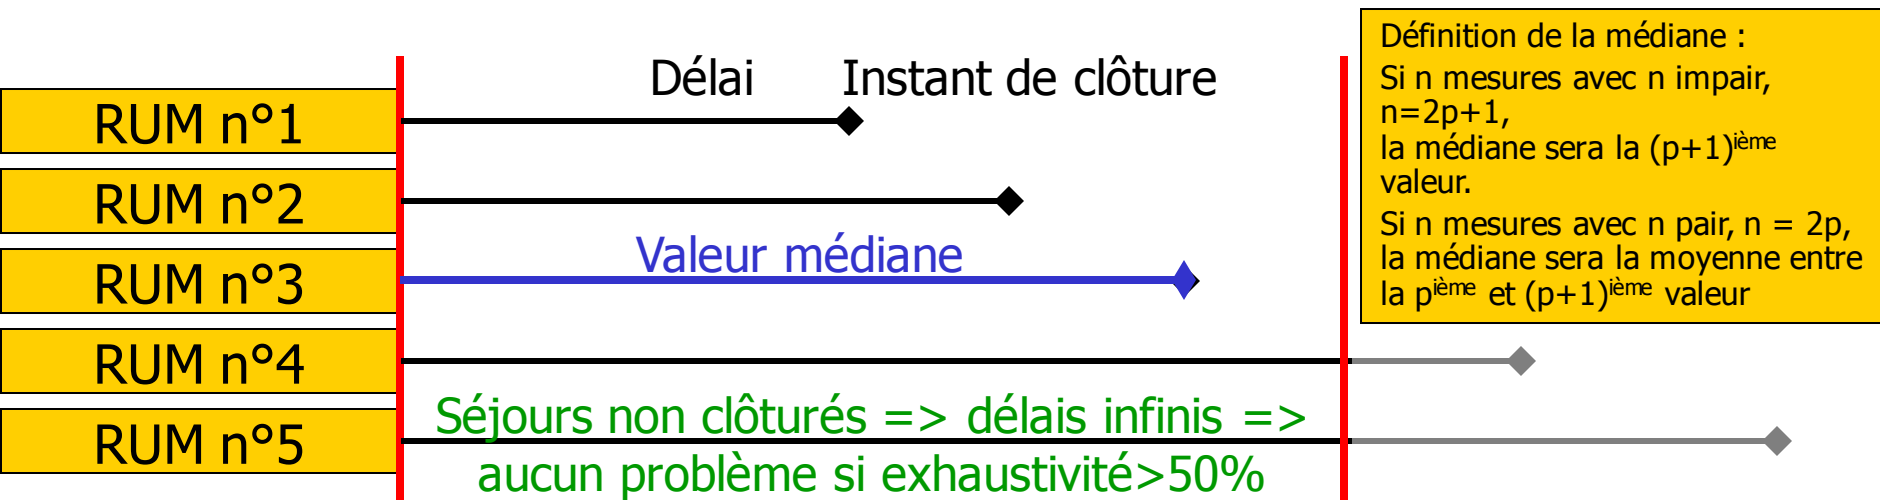 Délai
Instant de clôture
RUM n°1
RUM n°2
Valeur médiane
RUM n°3
RUM n°4
Séjours non clôturés => délais infinis =>
aucun problème si exhaustivité>50%
RUM n°5
Définition de la médiane :
Si n mesures avec n impair,
n=2p+1,
la médiane sera la (p+1)ième
valeur.
Si n mesures avec n pair, n = 2p,
la médiane sera la moyenne entre
la pième et (p+1)ième valeur